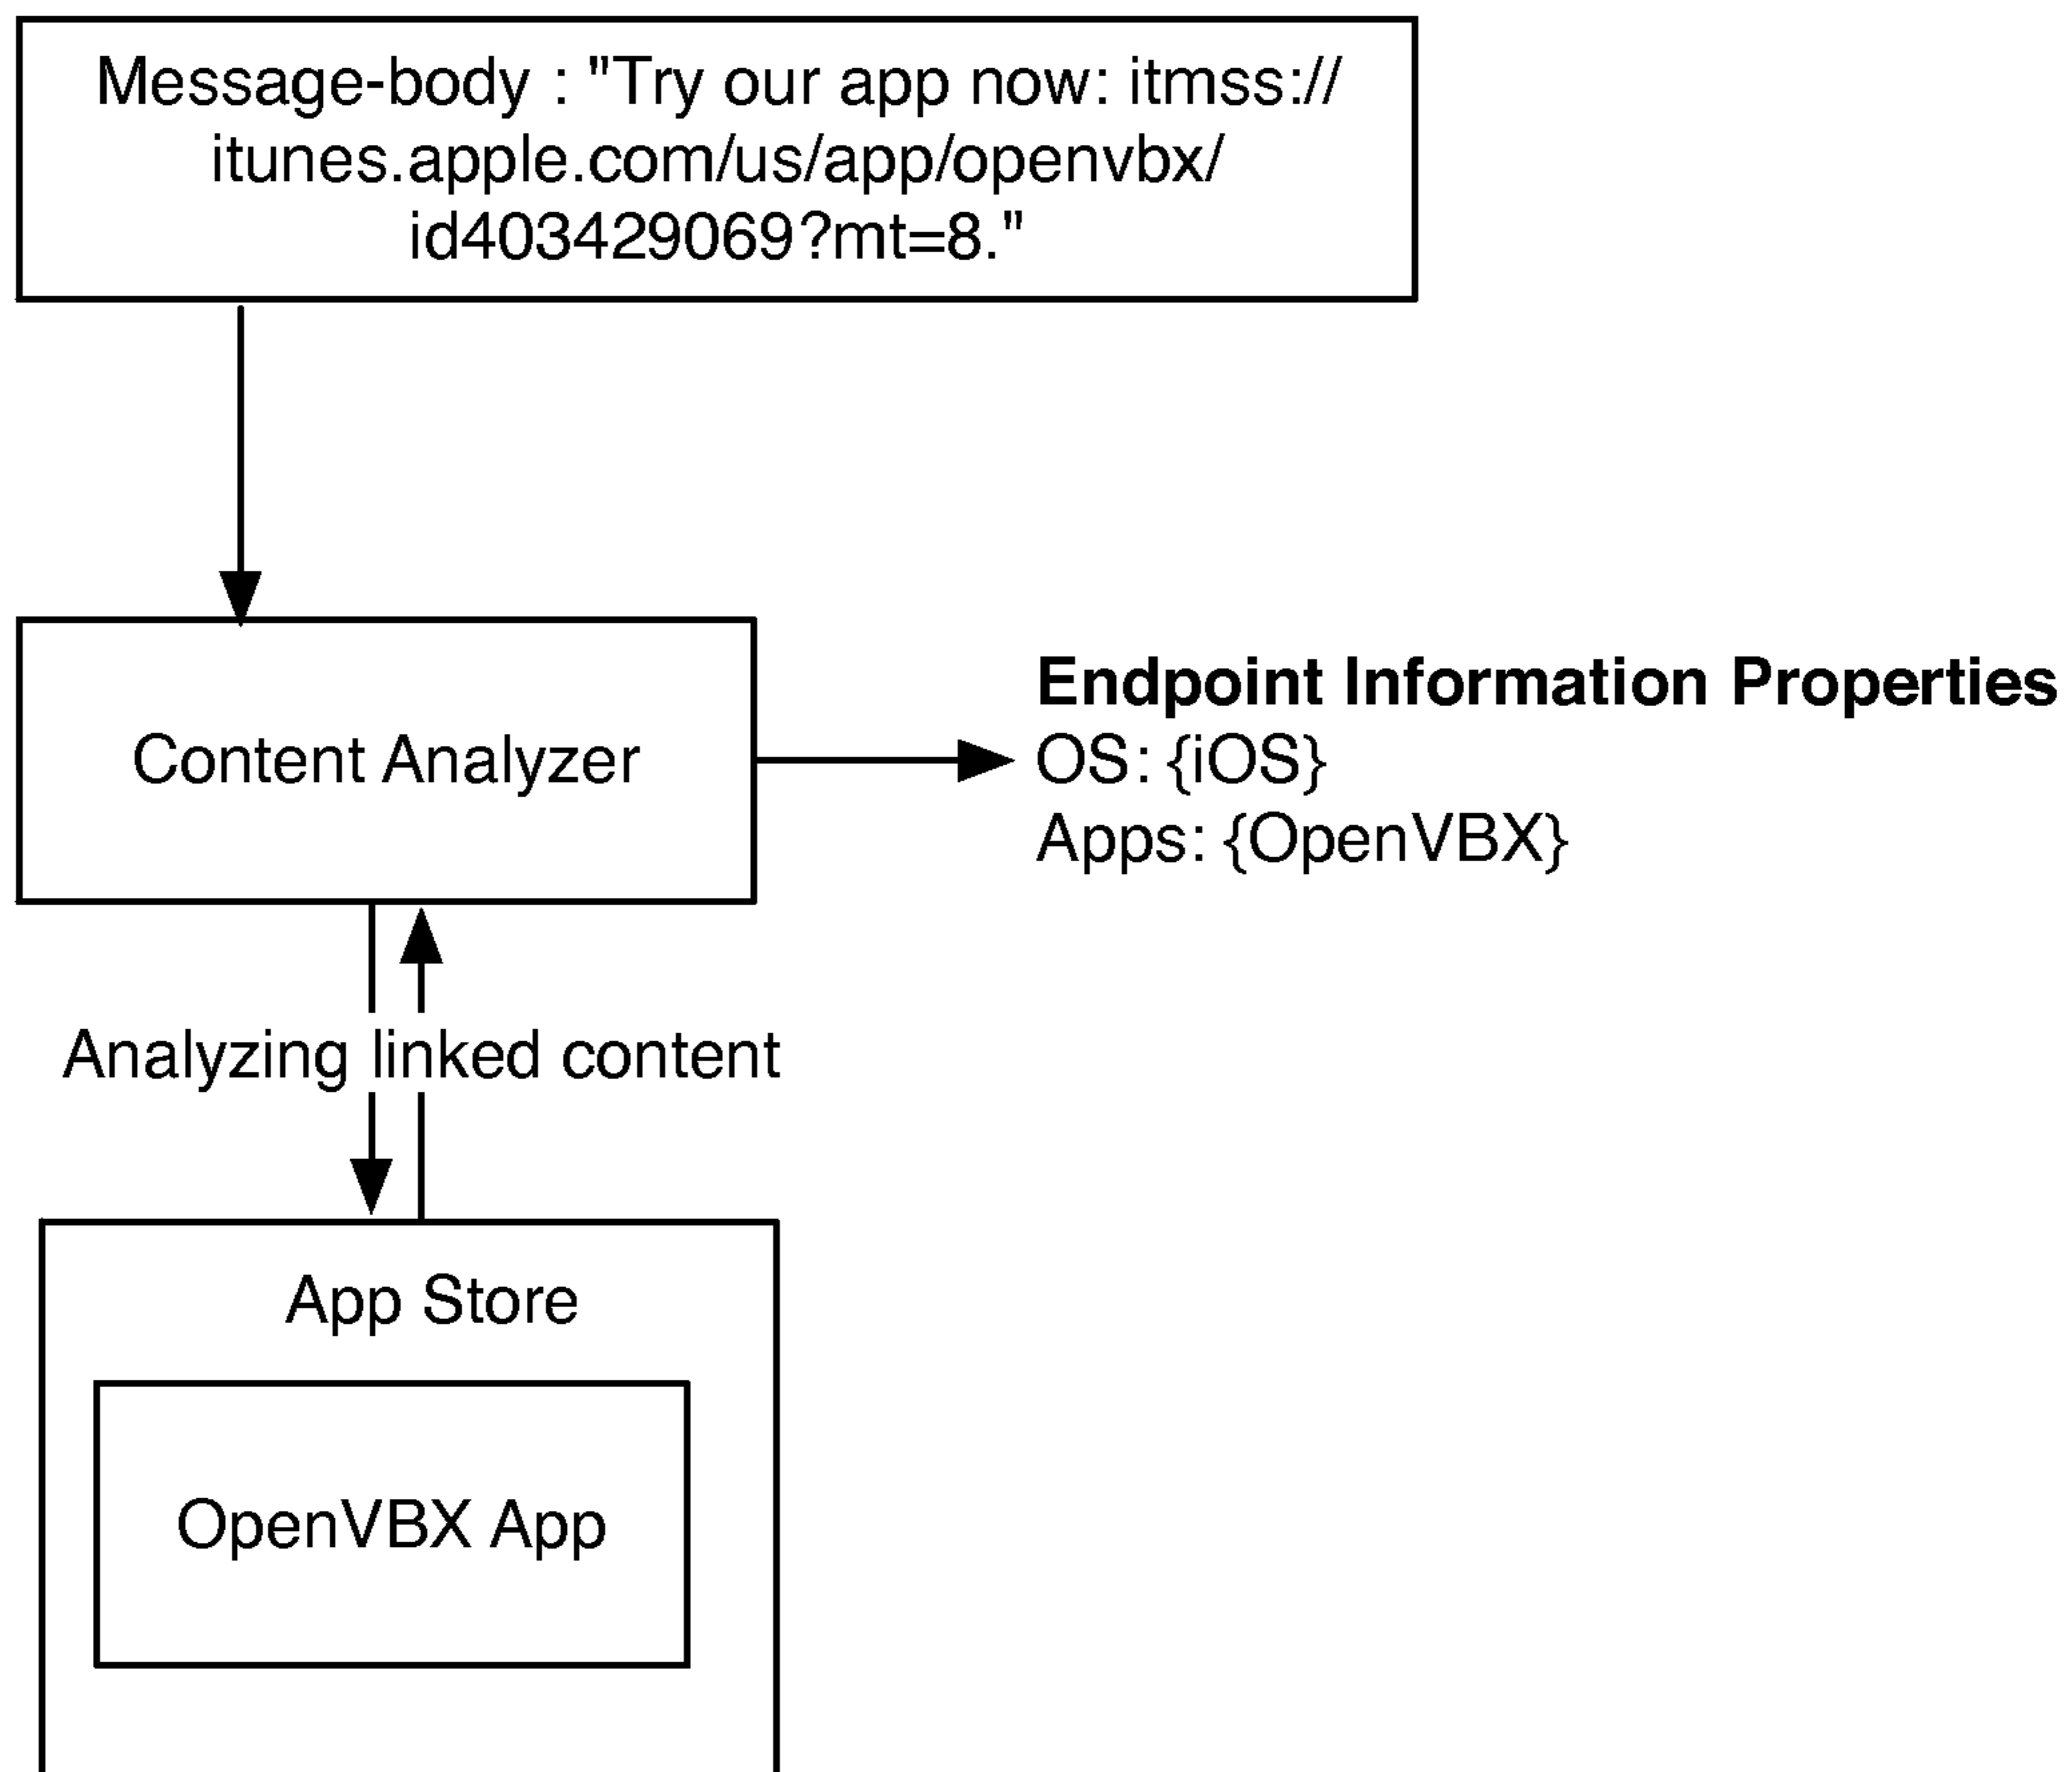 Message-body : "Try our app now: itmss://
itunes.apple.com/us/app/openvbx/
id403429069?mt=8."
Content Analyzer
Endpoint Information Properties
OS: {iOS}
Apps: {OpenVBX}
Analyzing linked content
App Store
OpenVBX App